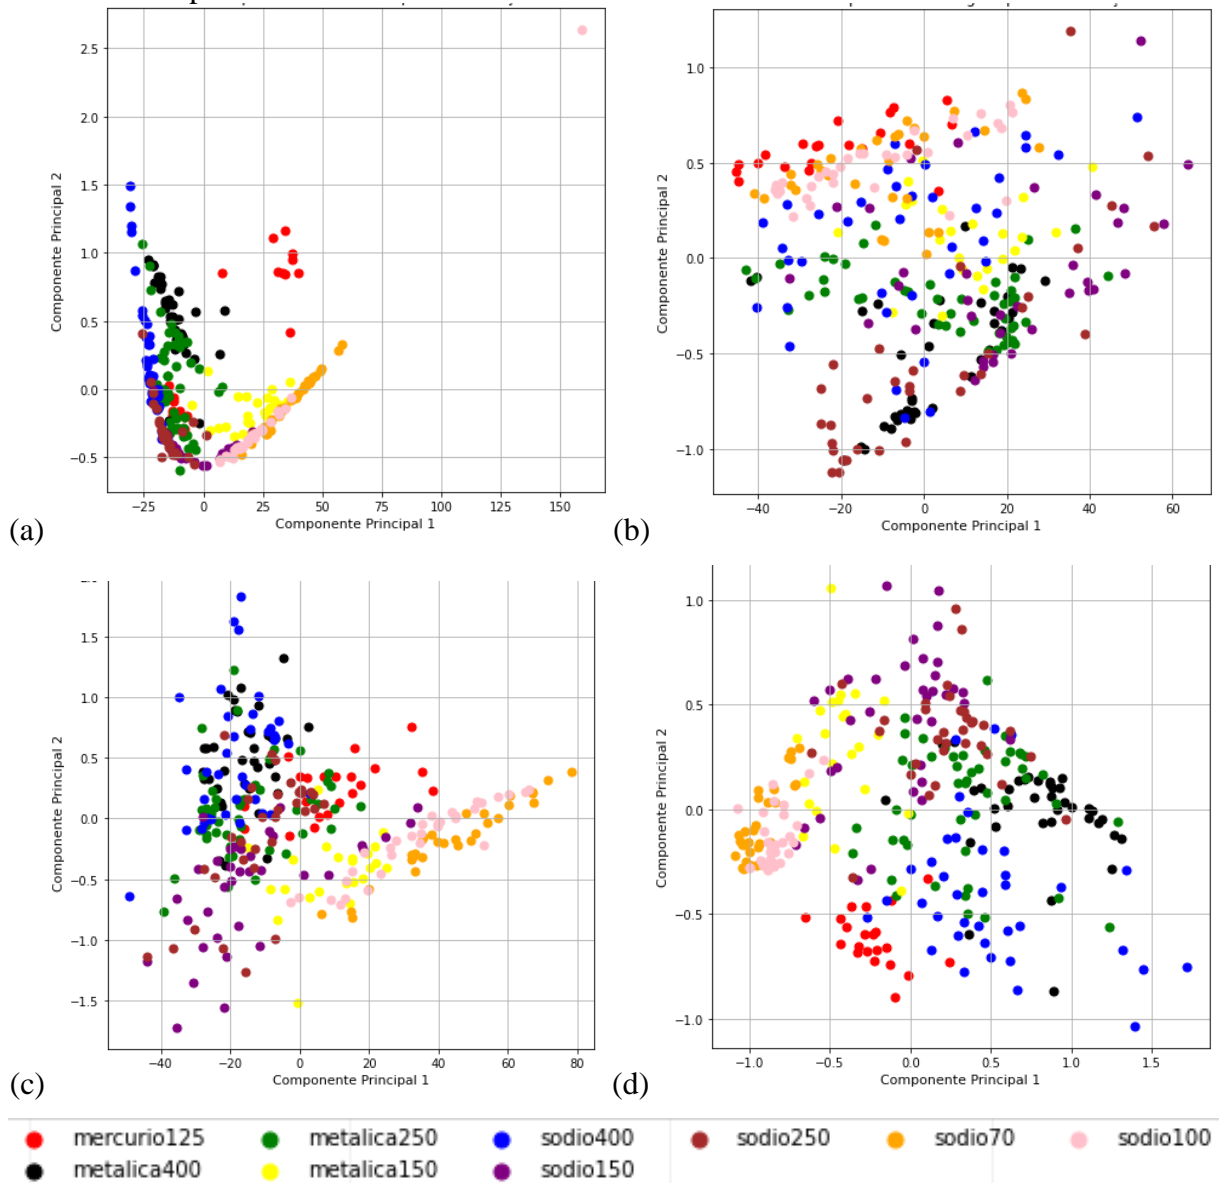 2.5
2.0
1.5
1.0
0.5
0.0
−0.5
Componente Principal 2
−25 0 25 50 75 100 125 150
Componente Principal 1
(a)
1.0
0.5
0.0
−0.5
−1.0
Componente Principal 2
−40 −20 0 20 40 60
Componente Principal 1
(b)
1.5
1.0
0.5
0.0
−0.5
−1.0
−1.5
Componente Principal 2
−40 −20 0 20 40 60 80
Componente Principal 1
(c)
1.0
0.5
0.0
−0.5
−1.0
Componente Principal 2
−1.0 −0.5 0.0 0.5 1.0 1.5
Componente Principal 1
(d)
mercurio125 metalica250 sodio400 sodio250 sodio70 sodio100
metalica400 metalica150 sodio150